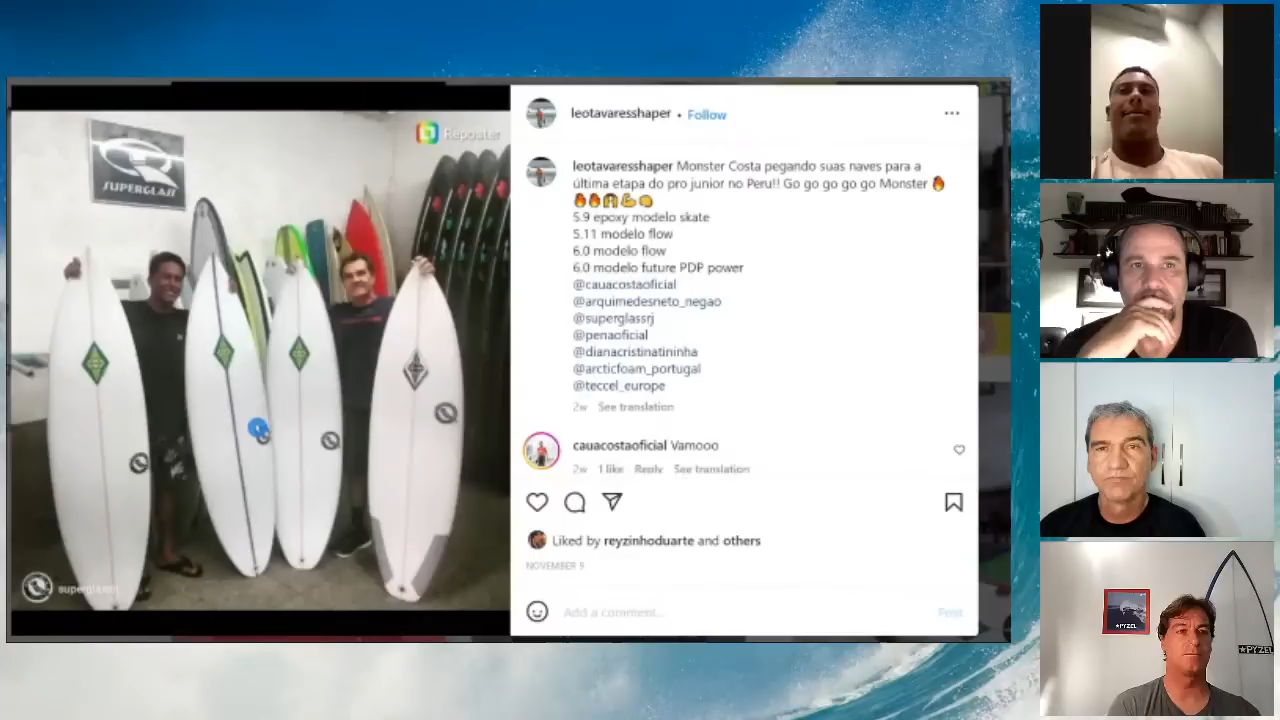 Reposter
SUPERGLASS
leotavaresshaper • Follow
leotavaresshaper Monster Costa pegando suas naves para a
última etapa do pro junior no Peru!! Go go go go go Monster 🔥
5.9 epoxy modelo skate
5.11 modelo flow
6.0 modelo flow
6.0 modelo future PDP power
@cauacostaoficial
@arquimedesneto_negao
@superglassrj
@penaoficial
@dianacristinatininha
@arcticfoam_portugal
@teccel_europe
2w See translation
cauacostaoficial Vamooo
2w 1 like Reply See translation
Liked by reyzinhoduarte and others
NOVEMBER 9
Add a comment...
Post
★PYZEL
★PYZEL